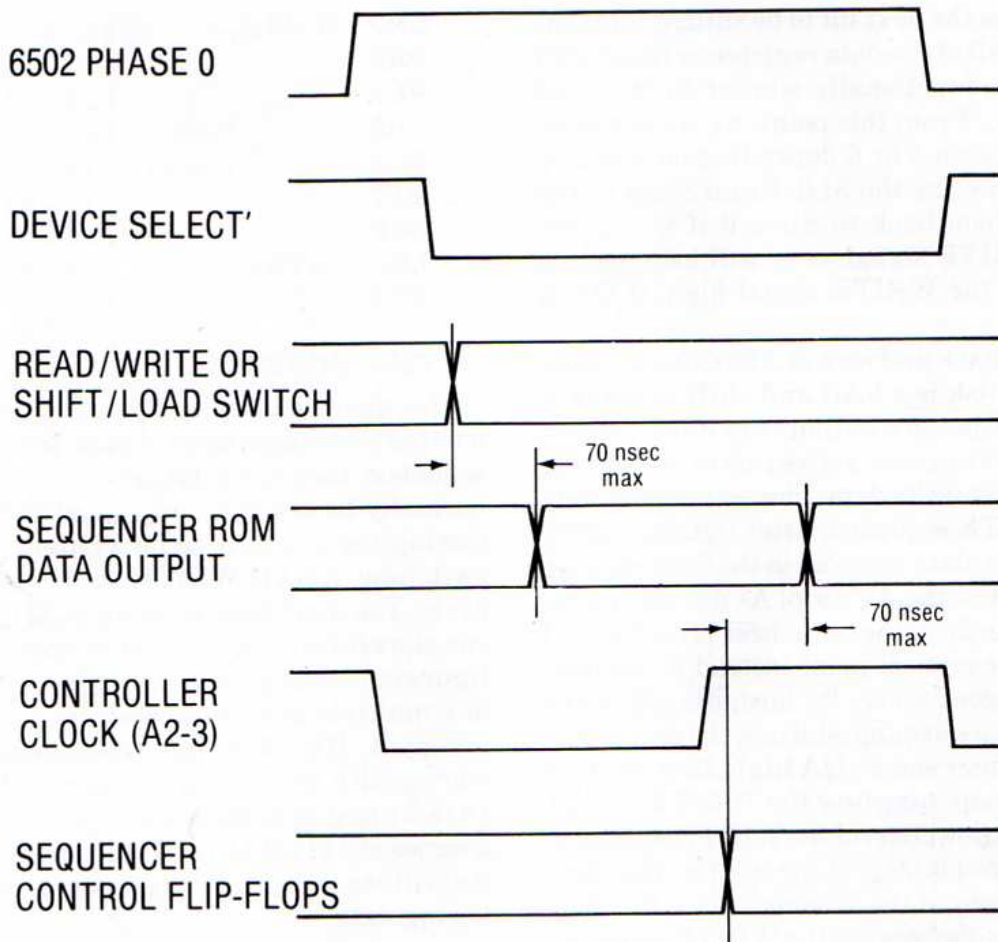 6502 PHASE 0
DEVICE SELECT'
READ/WRITE OR
SHIFT/LOAD SWITCH
70 nsec
max
SEQUENCER ROM
DATA OUTPUT
70 nsec
max
CONTROLLER
CLOCK (A2-3)
SEQUENCER
CONTROL FLIP-FLOPS